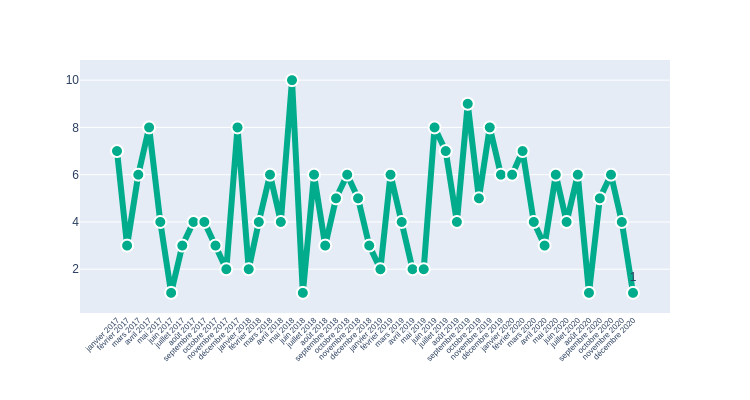 10
8
6
4
2
1
janvier 2017
février 2017
mars 2017
avril 2017
mai 2017
juin 2017
juillet 2017
août 2017
septembre 2017
octobre 2017
novembre 2017
décembre 2017
janvier 2018
février 2018
mars 2018
avril 2018
mai 2018
juin 2018
juillet 2018
août 2018
septembre 2018
octobre 2018
novembre 2018
décembre 2018
janvier 2019
février 2019
mars 2019
avril 2019
mai 2019
juin 2019
juillet 2019
août 2019
septembre 2019
octobre 2019
novembre 2019
décembre 2019
janvier 2020
février 2020
mars 2020
avril 2020
mai 2020
juin 2020
juillet 2020
août 2020
septembre 2020
octobre 2020
novembre 2020
décembre 2020